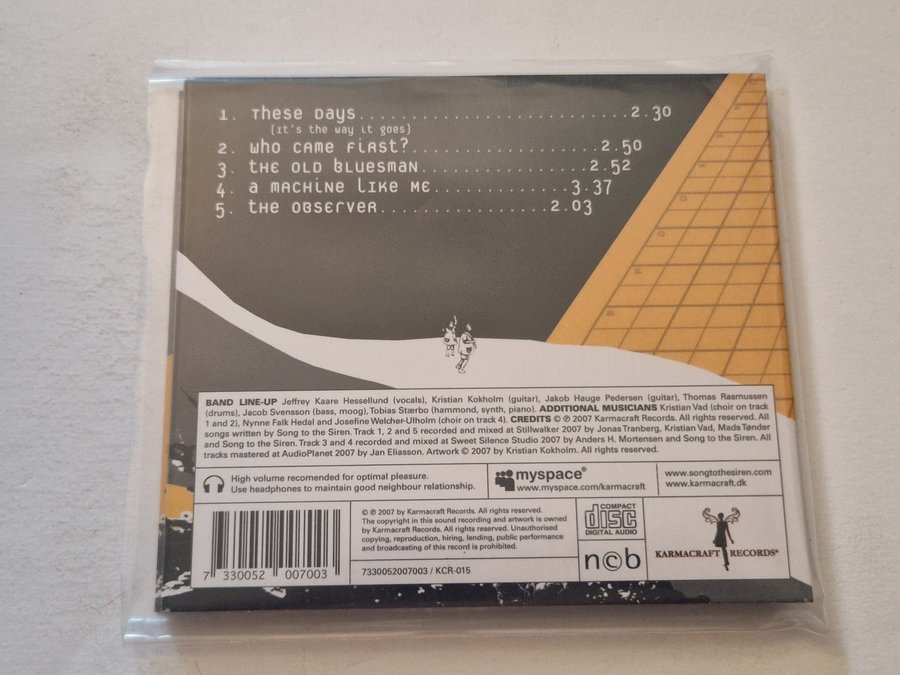 1. These Days............................2.30
(It's the way it goes)
2. Who came first?........................2.50
3. The old bluesman..................2.52
4. A machine like me..............3.37
5. The observer.................2.03
BAND LINE-UP Jeffrey Kaare Hessellund (vocals), Kristian Kokholm (guitar), Jakob Hauge Pedersen (guitar), Thomas Rasmussen
(drums), Jacob Svensson (bass, moog), Tobias Stærbo (hammond, synth, piano). ADDITIONAL MUSICIANS Kristian Vad (choir on track
1 and 2), Nynne Falk Hedal and Josefine Welcher-Ulholm (choir on track 4). CREDITS © ℗ 2007 Karmacraft Records. All rights reserved. All
songs written by Song to the Siren. Track 1, 2 and 5 recorded and mixed at Stillwalker 2007 by Jonas Tranberg, Kristian Vad, Mads Tønder
and Song to the Siren. Track 3 and 4 recorded and mixed at Sweet Silence Studio 2007 by Anders H. Mortensen and Song to the Siren. All
tracks mastered at AudioPlanet 2007 by Jan Eliasson. Artwork © 2007 by Kristian Kokholm. All rights reserved.
High volume recomended for optimal pleasure.
Use headphones to maintain good neighbour relationship.
myspace®
www.myspace.com/karmacraft
www.songtothesiren.com
www.karmacraft.dk
7 330052 007003
© ℗ 2007 by Karmacraft Records. All rights reserved.
The copyright in this sound recording and artwork is owned
by Karmacraft Records. All rights reserved. Unauthorised
copying, reproduction, hiring, lending, public performance
and broadcasting of this record is prohibited.
7330052007003 / KCR-015
COMPACT
disc
DIGITAL AUDIO
n©b
KARMACRAFT RECORDS®